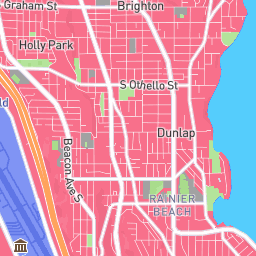 Graham St
Brighton
Holly Park
S Othello St
Dunlap
Beacon Ave S
RAINIER
BEACH